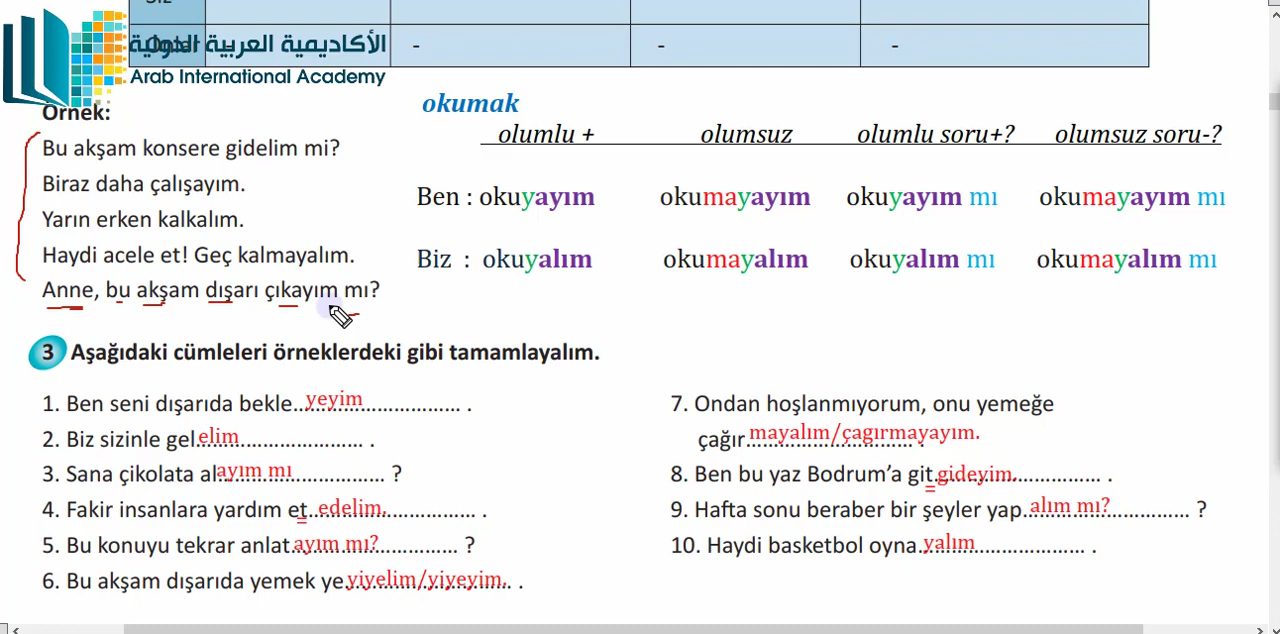 Siz
الأكاديمية العربية الدولية
Arab International Academy
- - -
Örnek:
Bu akşam konsere gidelim mi?
Biraz daha çalışayım.
Yarın erken kalkalım.
Haydi acele et! Geç kalmayalım.
Anne, bu akşam dışarı çıkayım mı?
okumak
olumlu + olumsuz olumlu soru+? olumsuz soru-?
Ben : okuyayım okumayayım okuyayım mı okumayayım mı
Biz : okuyalım okumayalım okuyalım mı okumayalım mı
3 Aşağıdaki cümleleri örneklerdeki gibi tamamlayalım.
1. Ben seni dışarıda bekle...yeyim............................ .
2. Biz sizinle gel elim............................ .
3. Sana çikolata al ayım mı............................ ?
4. Fakir insanlara yardım et...edelim............................ .
5. Bu konuyu tekrar anlat ayım mı?............................ ?
6. Bu akşam dışarıda yemek ye...yiyelim/yiyeyim............................ .
7. Ondan hoşlanmıyorum, onu yemeğe
çağır mayalım/çagırmayayım............................ .
8. Ben bu yaz Bodrum'a git gideyim............................ .
9. Hafta sonu beraber bir şeyler yap...alım mı?............................ ?
10. Haydi basketbol oyna...yalım............................ .